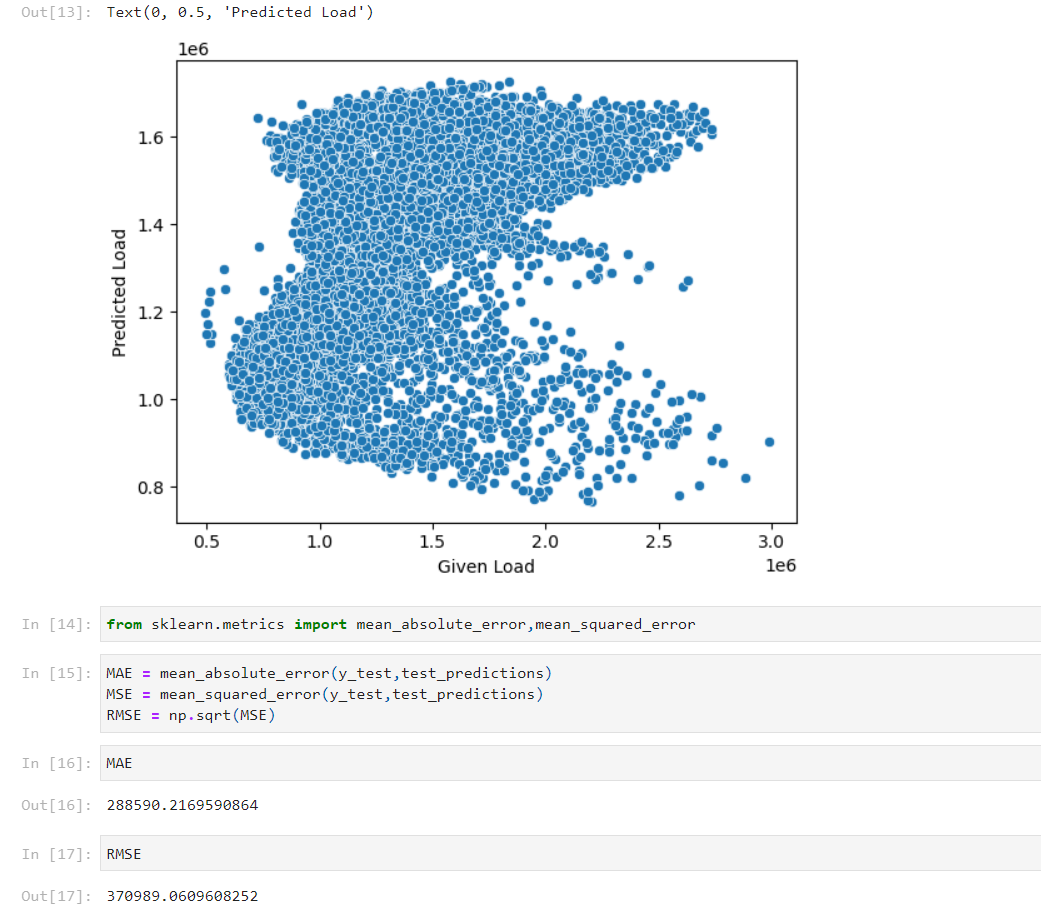 Out[13]: Text(0, 0.5, 'Predicted Load')
1e6
1.6
1.4
1.2
1.0
0.8
Predicted Load
0.5 1.0 1.5 2.0 2.5 3.0
Given Load 1e6
In [14]: from sklearn.metrics import mean_absolute_error,mean_squared_error
In [15]: MAE = mean_absolute_error(y_test,test_predictions)
MSE = mean_squared_error(y_test,test_predictions)
RMSE = np.sqrt(MSE)
In [16]: MAE
Out[16]: 288590.2169590864
In [17]: RMSE
Out[17]: 370989.0609608252